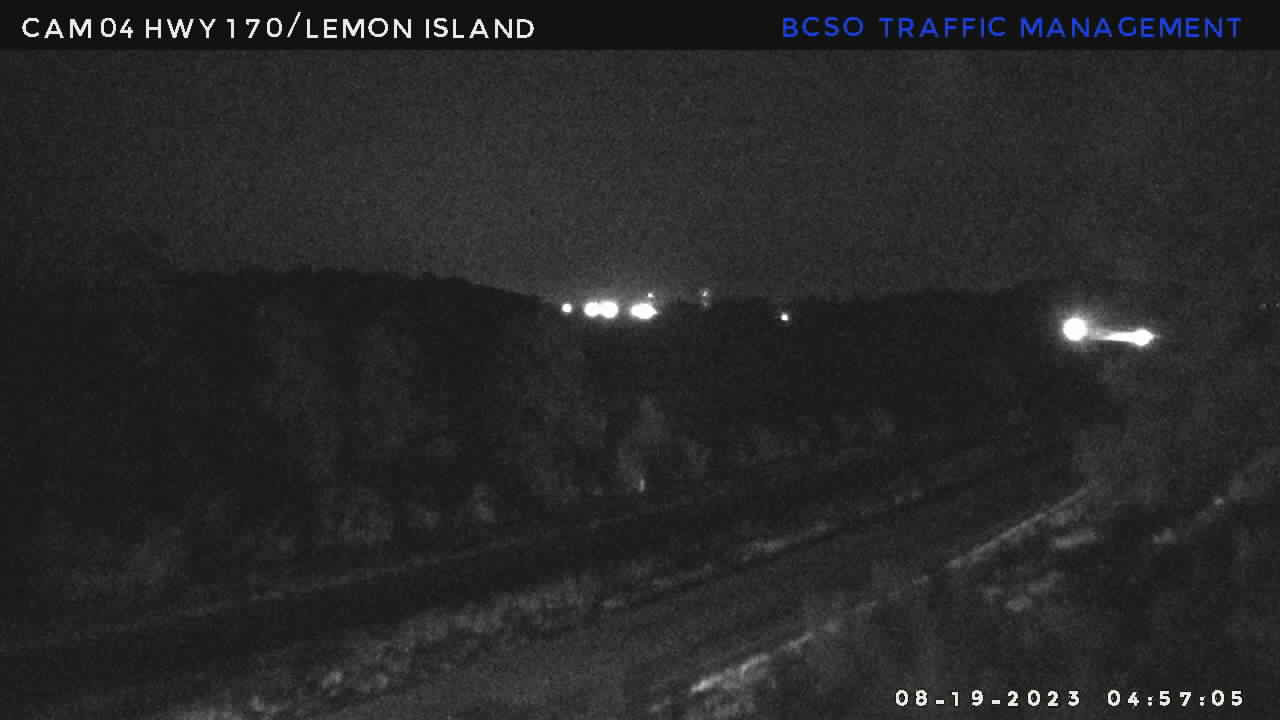 CAM04 HWY 170/LEMON ISLAND
BCSO TRAFFIC MANAGEMENT
08-19-2023 04:57:05